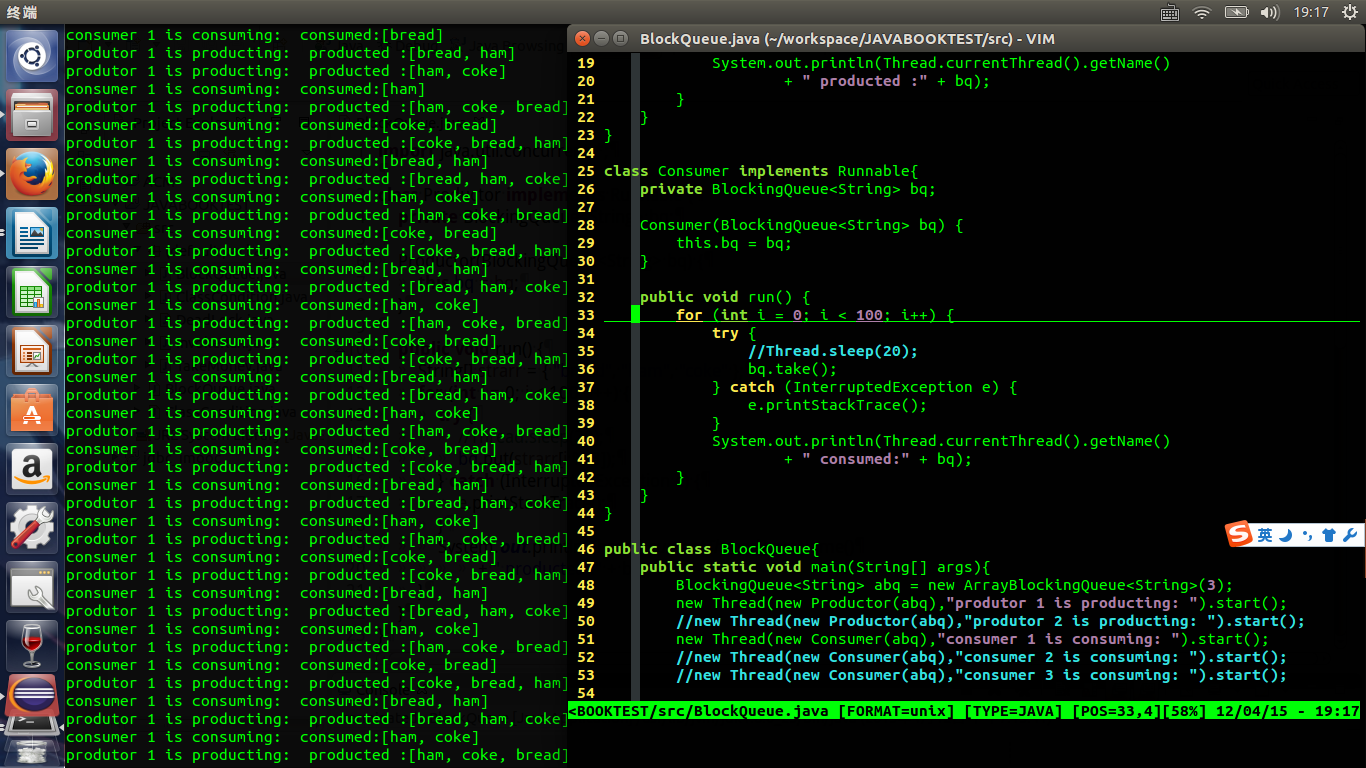 终端
19:17
consumer 1 is consuming:  consumed:[bread]
produtor 1 is producting:  producted :[bread, ham]
produtor 1 is producting:  producted :[ham, coke]
consumer 1 is consuming:  consumed:[ham]
produtor 1 is producting:  producted :[ham, coke, bread]
consumer 1 is consuming:  consumed:[coke, bread]
produtor 1 is producting:  producted :[coke, bread, ham]
consumer 1 is consuming:  consumed:[bread, ham]
produtor 1 is producting:  producted :[bread, ham, coke]
consumer 1 is consuming:  consumed:[ham, coke]
produtor 1 is producting:  producted :[ham, coke, bread]
consumer 1 is consuming:  consumed:[coke, bread]
produtor 1 is producting:  producted :[coke, bread, ham]
consumer 1 is consuming:  consumed:[bread, ham]
produtor 1 is producting:  producted :[bread, ham, coke]
consumer 1 is consuming:  consumed:[ham, coke]
produtor 1 is producting:  producted :[ham, coke, bread]
consumer 1 is consuming:  consumed:[coke, bread]
produtor 1 is producting:  producted :[coke, bread, ham]
consumer 1 is consuming:  consumed:[bread, ham]
produtor 1 is producting:  producted :[bread, ham, coke]
consumer 1 is consuming:  consumed:[ham, coke]
produtor 1 is producting:  producted :[ham, coke, bread]
consumer 1 is consuming:  consumed:[coke, bread]
produtor 1 is producting:  producted :[coke, bread, ham]
consumer 1 is consuming:  consumed:[bread, ham]
produtor 1 is producting:  producted :[bread, ham, coke]
consumer 1 is consuming:  consumed:[ham, coke]
produtor 1 is producting:  producted :[ham, coke, bread]
consumer 1 is consuming:  consumed:[coke, bread]
produtor 1 is producting:  producted :[coke, bread, ham]
consumer 1 is consuming:  consumed:[bread, ham]
produtor 1 is producting:  producted :[bread, ham, coke]
consumer 1 is consuming:  consumed:[ham, coke]
produtor 1 is producting:  producted :[ham, coke, bread]
consumer 1 is consuming:  consumed:[coke, bread]
produtor 1 is producting:  producted :[coke, bread, ham]
consumer 1 is consuming:  consumed:[bread, ham]
produtor 1 is producting:  producted :[bread, ham, coke]
consumer 1 is consuming:  consumed:[ham, coke]
produtor 1 is producting:  producted :[ham, coke, bread]
BlockQueue.java (~/workspace/JAVABOOKTEST/src) - VIM
19             System.out.println(Thread.currentThread().getName()
20                     + " producted :" + bq);
21         }
22     }
23 }
24
25 class Consumer implements Runnable{
26     private BlockingQueue<String> bq;
27
28     Consumer(BlockingQueue<String> bq) {
29         this.bq = bq;
30     }
31
32     public void run() {
33         for (int i = 0; i < 100; i++) {
34             try {
35                 //Thread.sleep(20);
36                 bq.take();
37             } catch (InterruptedException e) {
38                 e.printStackTrace();
39             }
40             System.out.println(Thread.currentThread().getName()
41                     + " consumed:" + bq);
42         }
43     }
44 }
45
46 public class BlockQueue{
47     public static void main(String[] args){
48         BlockingQueue<String> abq = new ArrayBlockingQueue<String>(3);
49         new Thread(new Productor(abq),"produtor 1 is producting: ").start();
50         //new Thread(new Productor(abq),"produtor 2 is producting: ").start();
51         new Thread(new Consumer(abq),"consumer 1 is consuming: ").start();
52         //new Thread(new Consumer(abq),"consumer 2 is consuming: ").start();
53         //new Thread(new Consumer(abq),"consumer 3 is consuming: ").start();
54
<BOOKTEST/src/BlockQueue.java [FORMAT=unix] [TYPE=JAVA] [POS=33,4][58%] 12/04/15 - 19:17
S 英